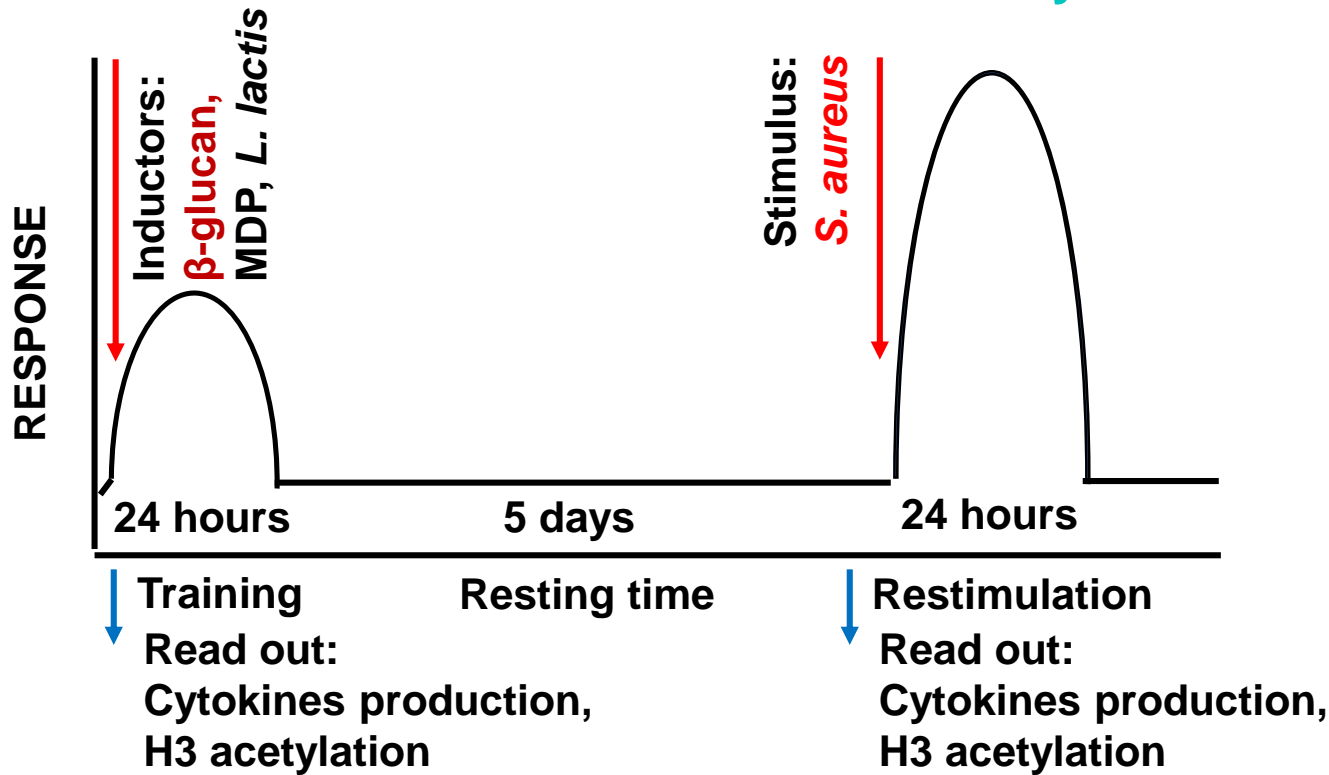 RESPONSE
Inductors:
β-glucan,
MDP, L. lactis
Stimulus:
S. aureus
24 hours
5 days
24 hours
Training
Resting time
Restimulation
Read out:
Cytokines production,
H3 acetylation
Read out:
Cytokines production,
H3 acetylation